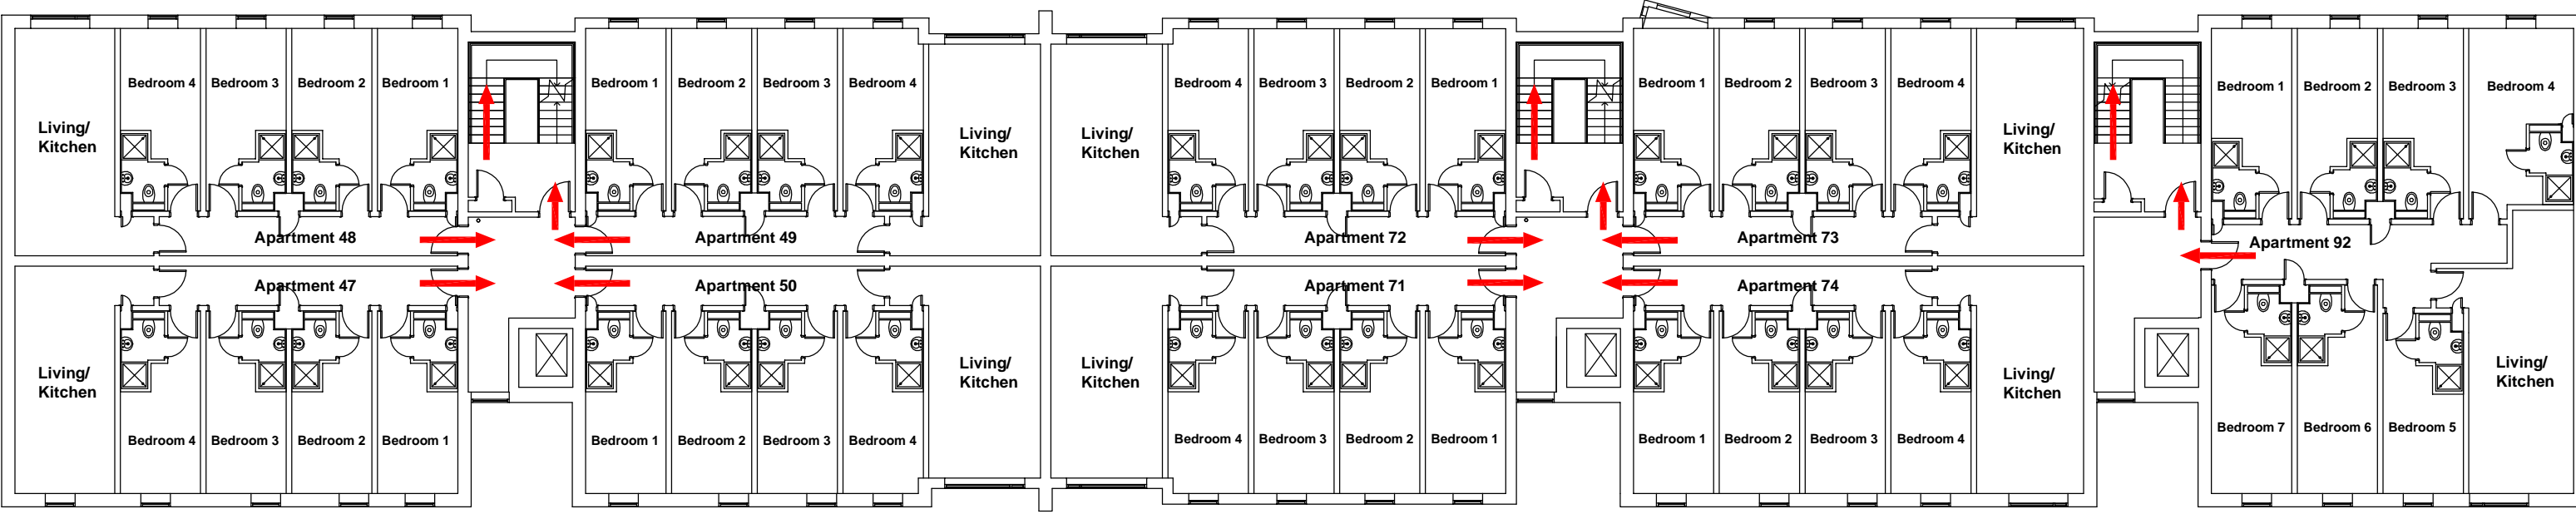 Bedroom 4 Bedroom 3 Bedroom 2 Bedroom 1 Bedroom 1 Bedroom 2 Bedroom 3 Bedroom 4 Bedroom 4 Bedroom 3 Bedroom 2 Bedroom 1 Bedroom 1 Bedroom 2 Bedroom 3 Bedroom 4 Bedroom 1 Bedroom 2 Bedroom 3 Bedroom 4
Living/
Kitchen
Living/
Kitchen
Living/
Kitchen
Living/
Kitchen
Apartment 48 Apartment 49 Apartment 72 Apartment 73 Apartment 92
Apartment 47 Apartment 50 Apartment 71 Apartment 74
Living/
Kitchen
Living/
Kitchen
Living/
Kitchen
Living/
Kitchen
Living/
Kitchen
Bedroom 4 Bedroom 3 Bedroom 2 Bedroom 1 Bedroom 1 Bedroom 2 Bedroom 3 Bedroom 4 Bedroom 4 Bedroom 3 Bedroom 2 Bedroom 1 Bedroom 1 Bedroom 2 Bedroom 3 Bedroom 4 Bedroom 7 Bedroom 6 Bedroom 5